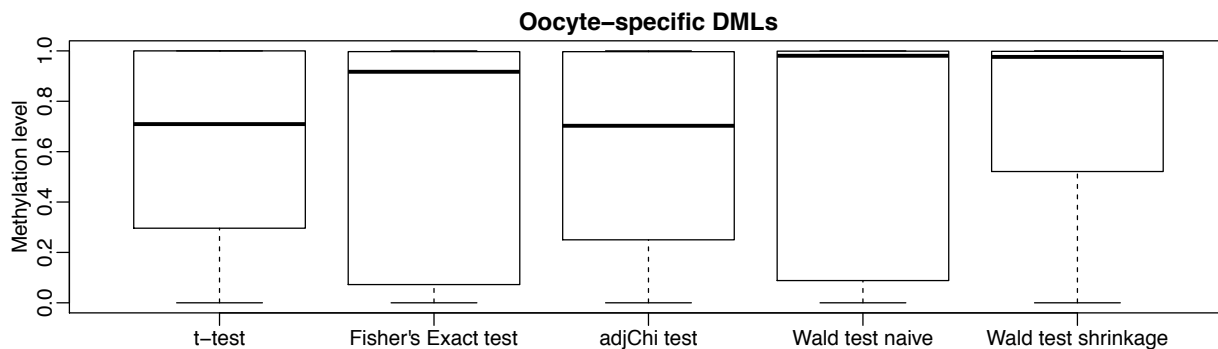 Oocyte–specific DMLs
Methylation level
1.0
0.8
0.6
0.4
0.2
0.0
t–test
Fisher's Exact test
adjChi test
Wald test naive
Wald test shrinkage